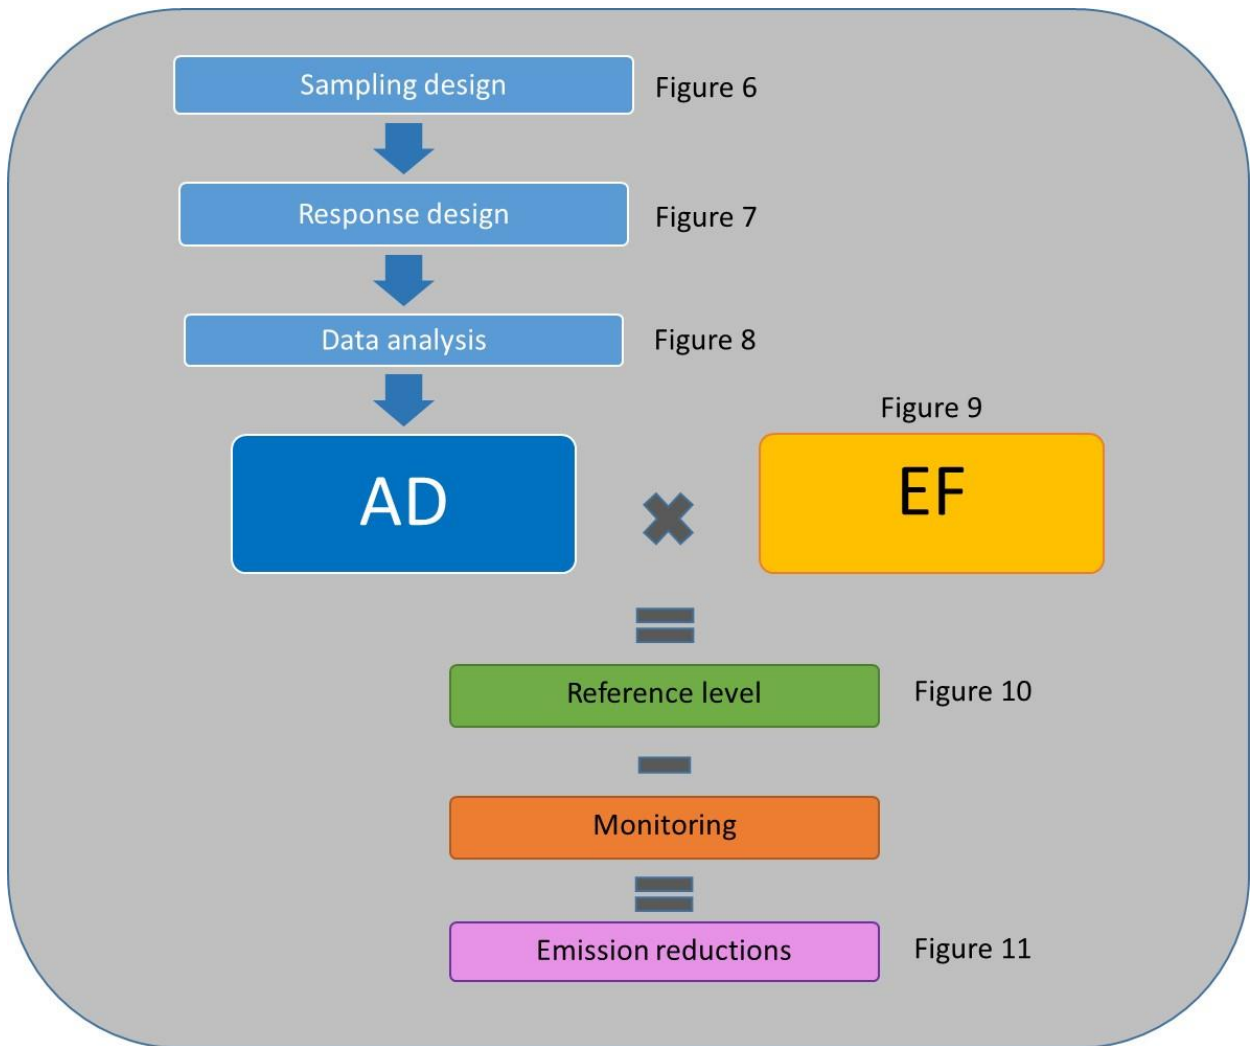 Sampling design
Figure 6
Response design
Figure 7
Data analysis
Figure 8
Figure 9
AD
EF
Reference level
Figure 10
Monitoring
Emission reductions
Figure 11